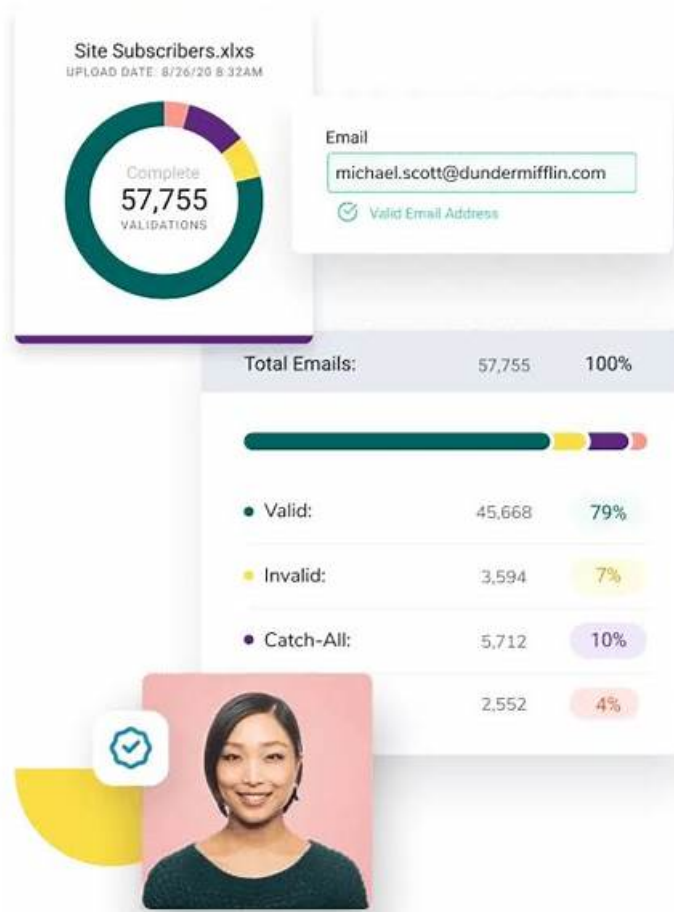 Site Subscribers.xlxs
UPLOAD DATE: 8/26/20 8:32AM
Complete
57,755
VALIDATIONS
Email
michael.scott@dundermifflin.com
Valid Email Address
Total Emails: 57,755 100%
Valid: 45,668 79%
Invalid: 3,594 7%
Catch-All: 5,712 10%
2,552 4%